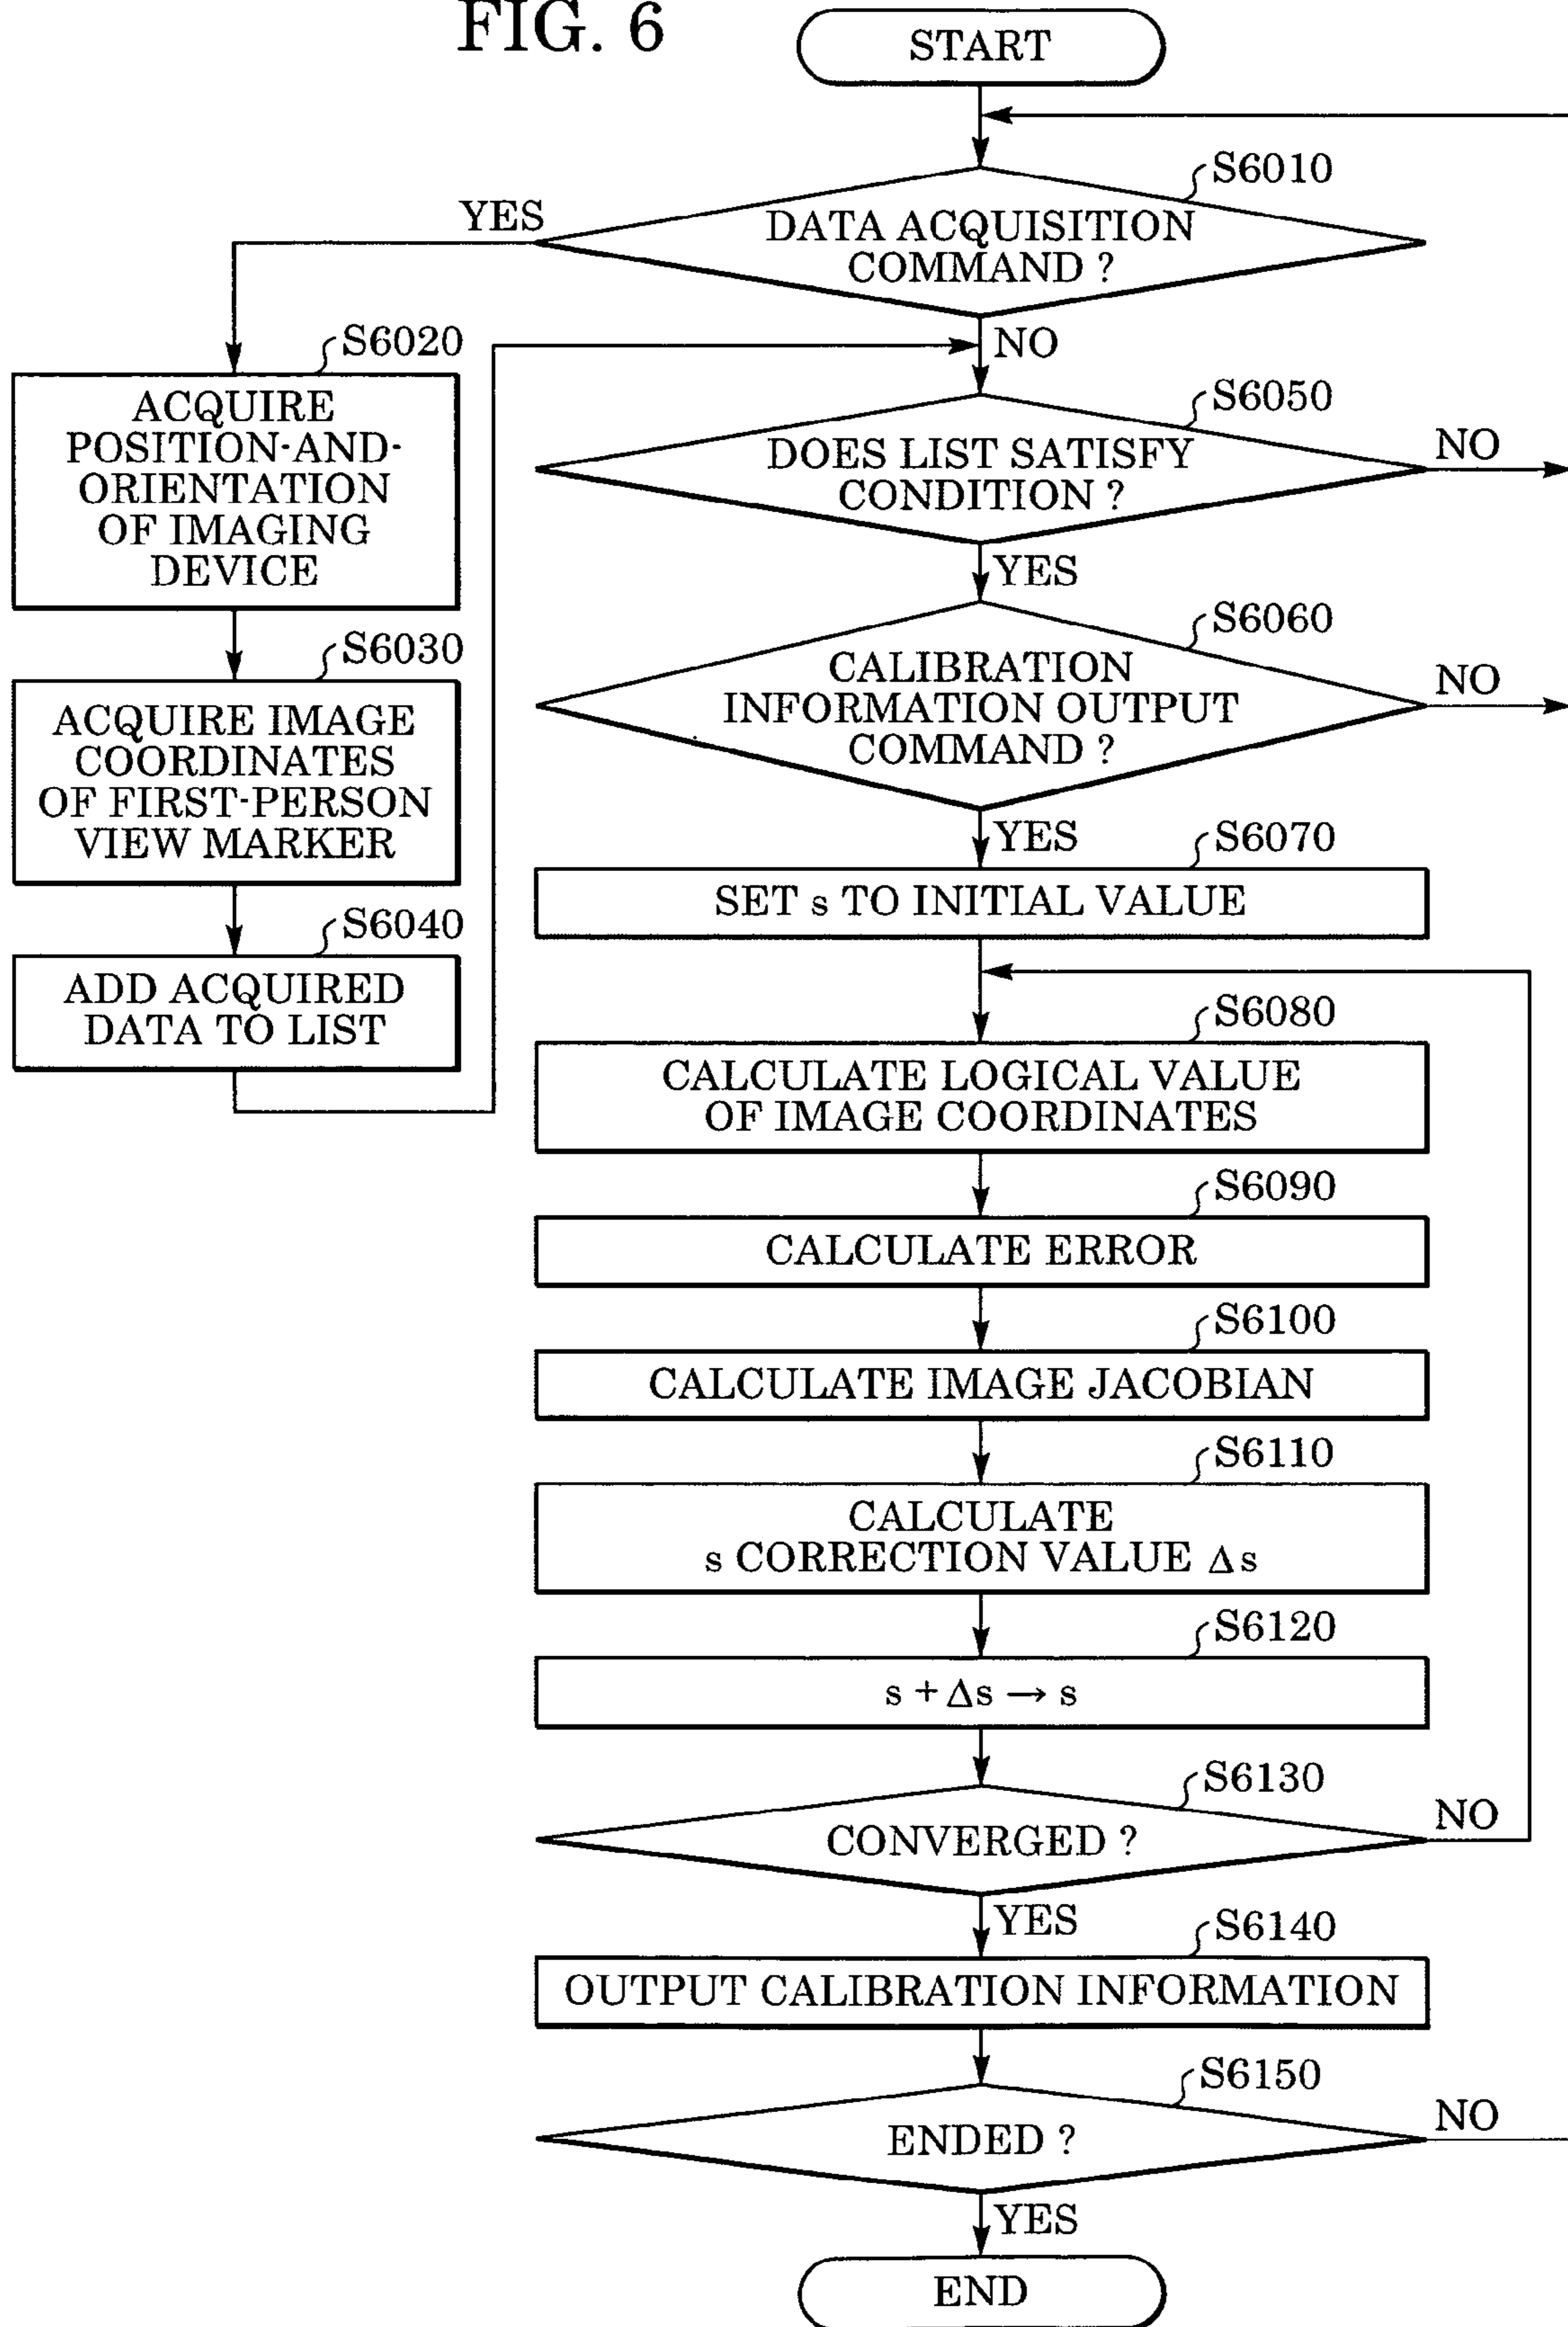 FIG. 6
START
S6010
YES
DATA ACQUISITION
COMMAND ?
NO
S6020
ACQUIRE
POSITION-AND-
ORIENTATION
OF IMAGING
DEVICE
S6030
ACQUIRE IMAGE
COORDINATES
OF FIRST-PERSON
VIEW MARKER
S6040
ADD ACQUIRED
DATA TO LIST
S6050
DOES LIST SATISFY
CONDITION ?
NO
YES
S6060
CALIBRATION
INFORMATION OUTPUT
COMMAND ?
NO
YES
S6070
SET s TO INITIAL VALUE
S6080
CALCULATE LOGICAL VALUE
OF IMAGE COORDINATES
S6090
CALCULATE ERROR
S6100
CALCULATE IMAGE JACOBIAN
S6110
CALCULATE
s CORRECTION VALUE Δs
S6120
s + Δs → s
S6130
CONVERGED ?
NO
YES
S6140
OUTPUT CALIBRATION INFORMATION
S6150
ENDED ?
NO
YES
END